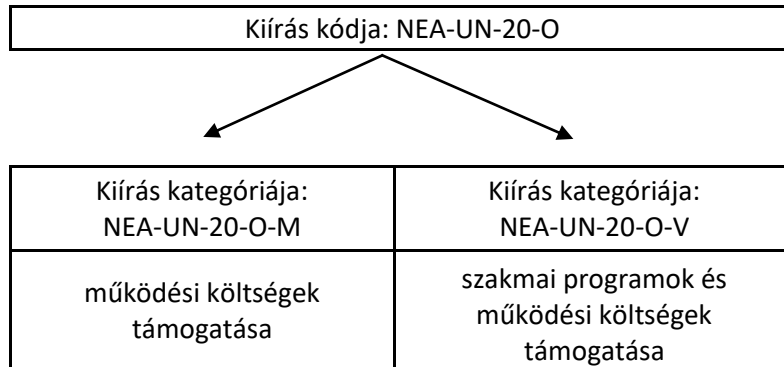 Kiírás kódja: NEA-UN-20-O
Kiírás kategóriája:
NEA-UN-20-O-M
Kiírás kategóriája:
NEA-UN-20-O-V
működési költségek
támogatása
szakmai programok és
működési költségek
támogatása